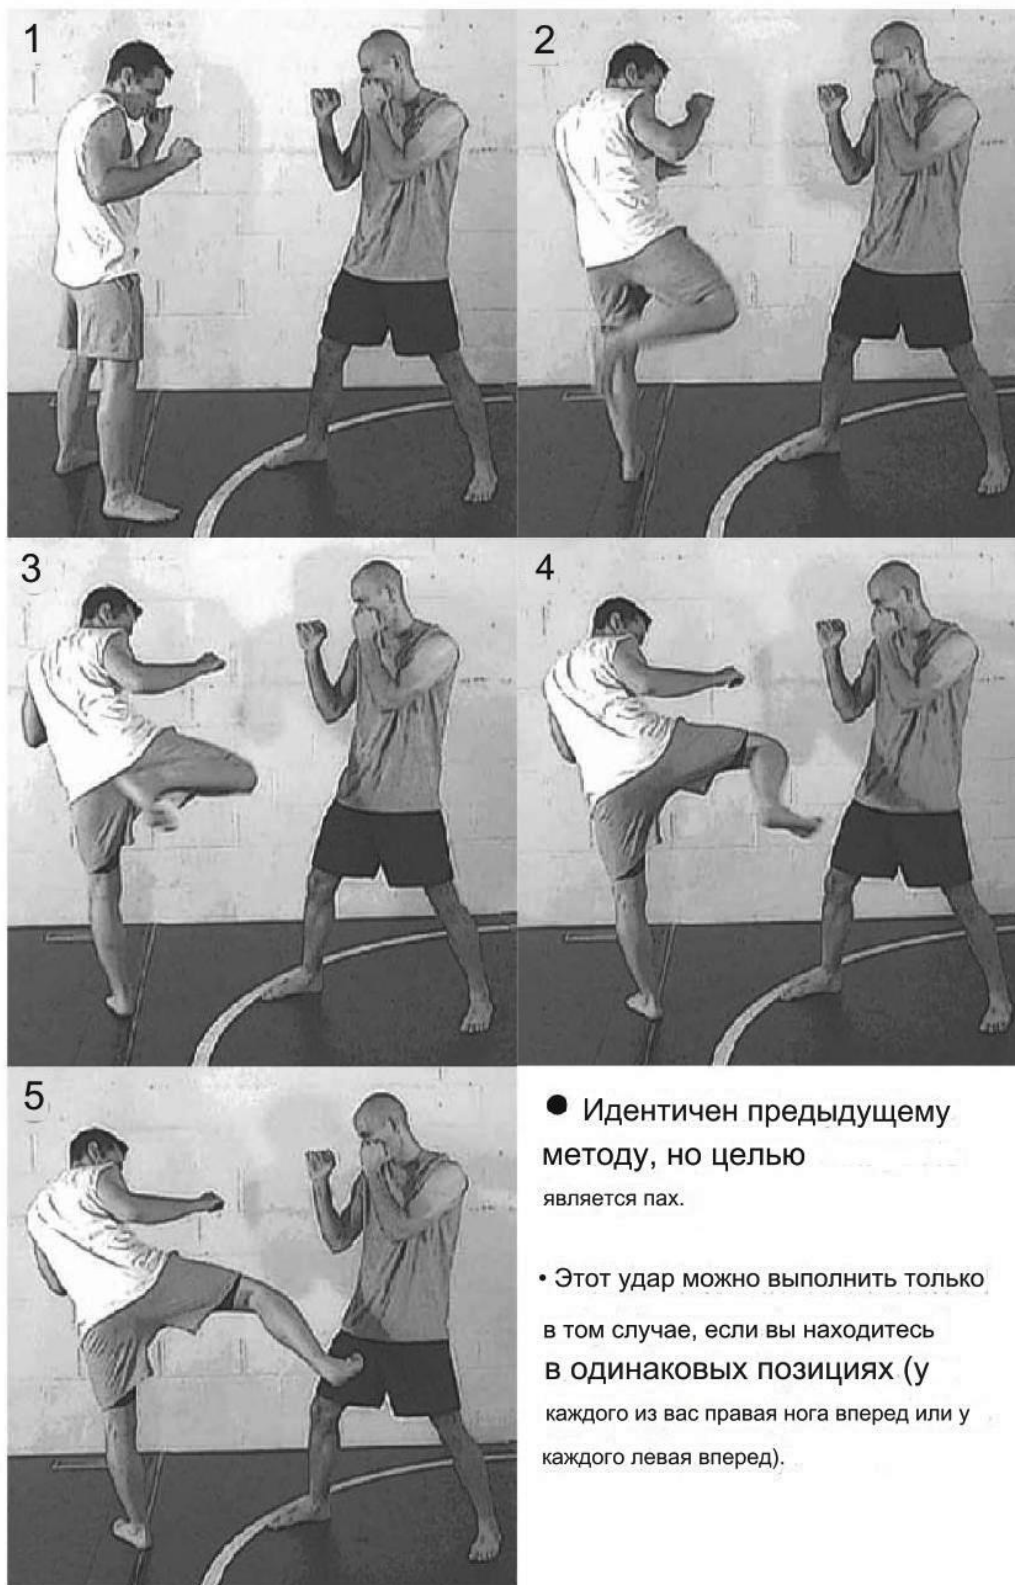 1
2
3
4
5
● Идентичен предыдущему
методу, но целью
является пах.
• Этот удар можно выполнить только
в том случае, если вы находитесь
в одинаковых позициях (у
каждого из вас правая нога вперед или у
каждого левая вперед).